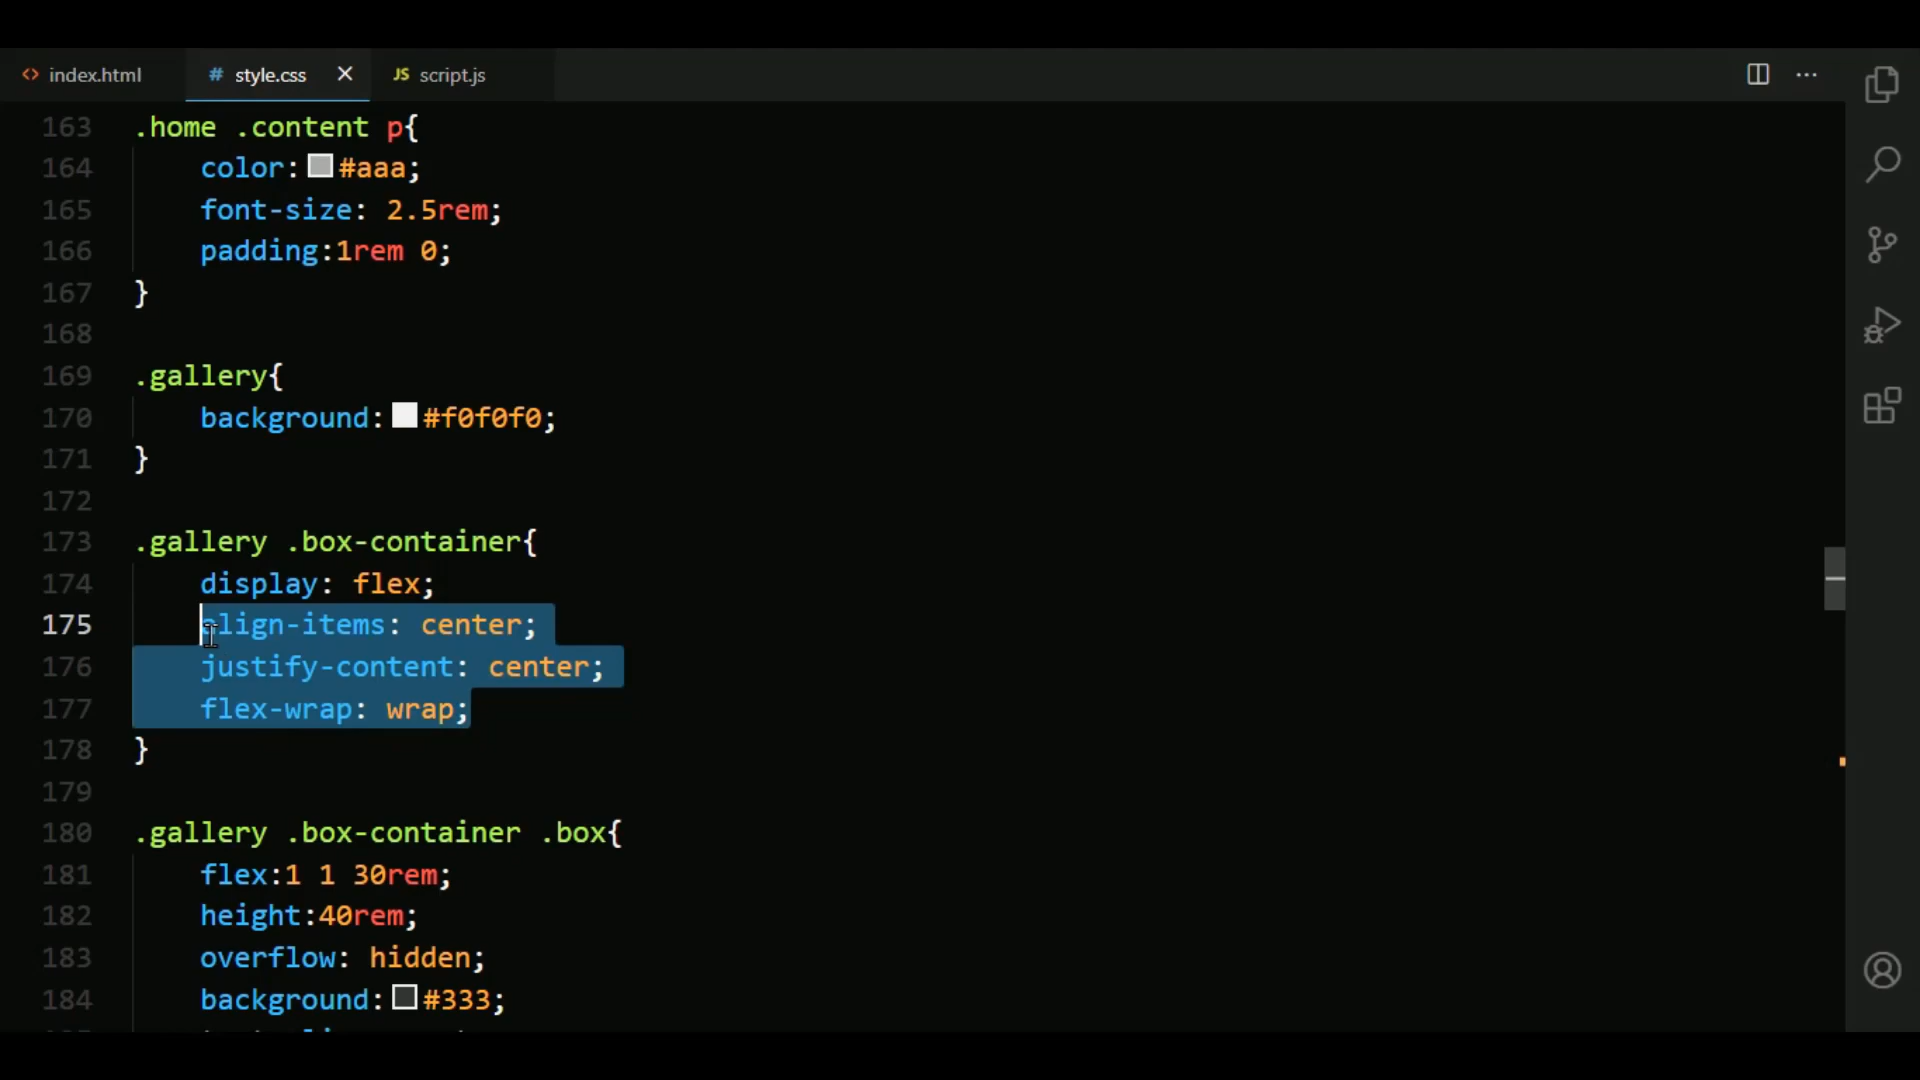 index.html
style.css
JS script.js
163 .home .content p{
164 color: #aaa;
165 font-size: 2.5rem;
166 padding:1rem 0;
167 }
168
169 .gallery{
170 background: #f0f0f0;
171 }
172
173 .gallery .box-container{
174 display: flex;
175 align-items: center;
176 justify-content: center;
177 flex-wrap: wrap;
178 }
179
180 .gallery .box-container .box{
181 flex:1 1 30rem;
182 height:40rem;
183 overflow: hidden;
184 background: #333;